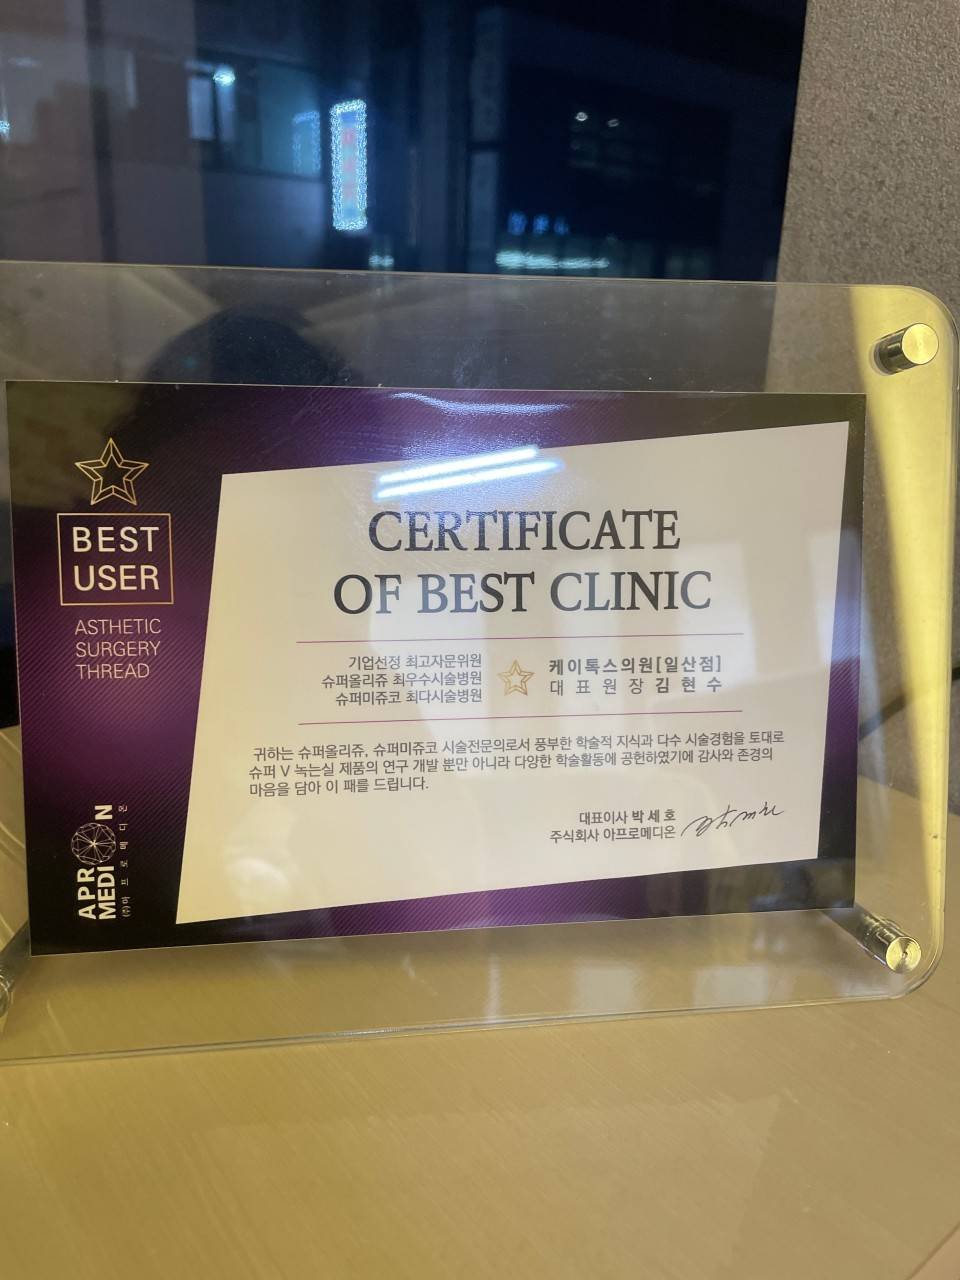 BEST
USER
ASTHETIC
SURGERY
THREAD
CERTIFICATE
OF BEST CLINIC
기업선정 최고자문위원
슈퍼올리쥬 최우수시술병원
슈퍼미쥬코 최다시술병원
케이톡스의원[일산점]
대표원장 김현수
귀하는 슈퍼올리쥬, 슈퍼미쥬코 시술전문의로서 풍부한 학술적 지식과 다수 시술경험을 토대로
슈퍼 V 녹는실 제품의 연구 개발 뿐만 아니라 다양한 학술활동에 공헌하였기에 감사와 존경의
마음을 담아 이 패를 드립니다.
대표이사 박세호
주식회사 아프로메디온
박세호
APR
MEDI N
(주)아프로메디온